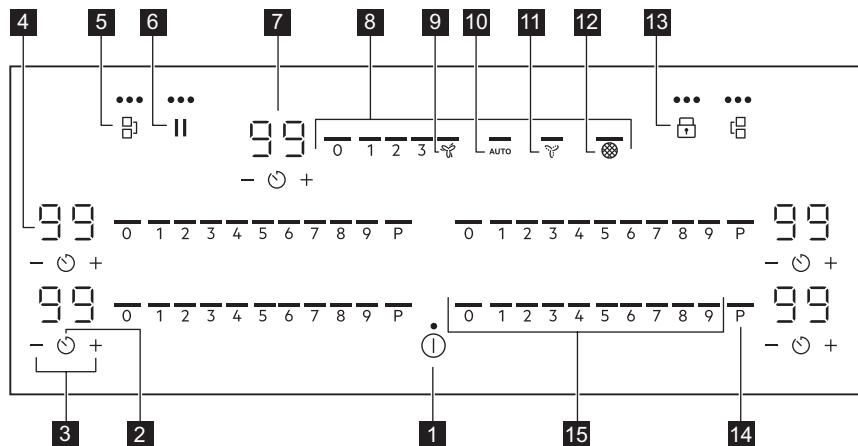 4 5 6 7 8 9 10 11 12 13
99 0 1 2 3 AUTO
− +
99 0 1 2 3 4 5 6 7 8 9 P 0 1 2 3 4 5 6 7 8 9 P 99
− + − +
99 0 1 2 3 4 5 6 7 8 9 P 0 1 2 3 4 5 6 7 8 9 P 99
− + − +
3 2 1 15 14